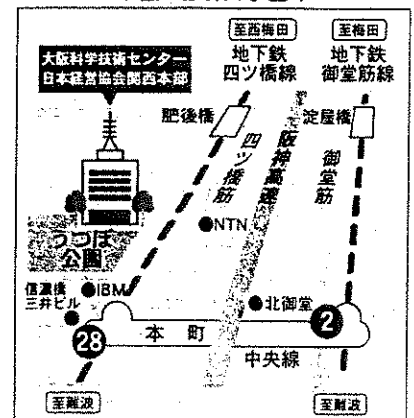 至西梅田
至梅田
地下鉄
四ツ橋線
地下鉄
御堂筋線
大阪科学技術センター
日本経営協会関西本部
肥後橋
淀屋橋
四ツ橋筋
阪神高速
御堂筋
NTN
うつぼ
公園
信濃橋
三井ビル
IBM
北御堂
28
本町
2
中央線
至難波
至難波